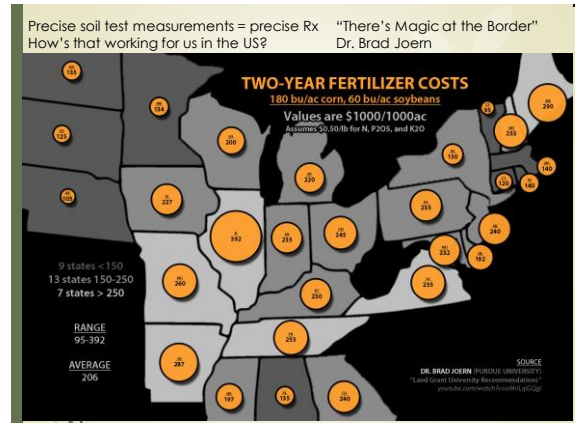 Precise soil test measurements = precise Rx
How's that working for us in the US?
"There's Magic at the Border"
Dr. Brad Joern
TWO-YEAR FERTILIZER COSTS
180 bu/ac corn, 60 bu/ac soybeans
Values are $1000/1000ac
Assumes $0.50/lb for N, P2O5, and K2O
135
134
125
105
200
220
227
392
235
245
260
287
230
255
197
135
240
150
235
232
192
240
255
95
253
290
120
140
140
9 states <150
13 states 150-250
7 states > 250
RANGE
95-392
AVERAGE
206
SOURCE
DR. BRAD JOERN (PURDUE UNIVERSITY)
"Land Grant University Recommendations"